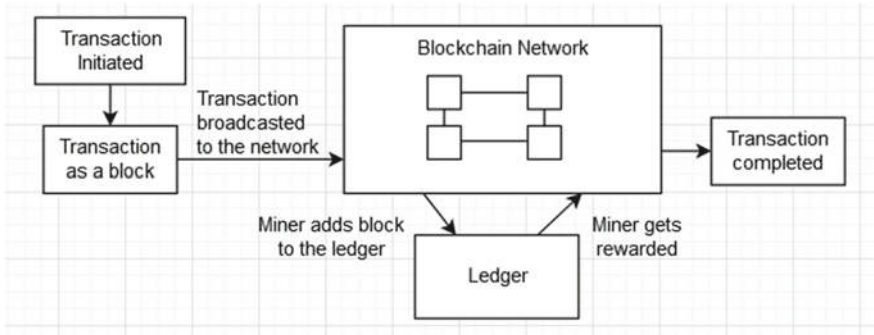 Transaction
Initiated
Transaction
as a block
Transaction
broadcasted
to the network
Blockchain Network
Transaction
completed
Miner adds block
to the ledger
Ledger
Miner gets
rewarded